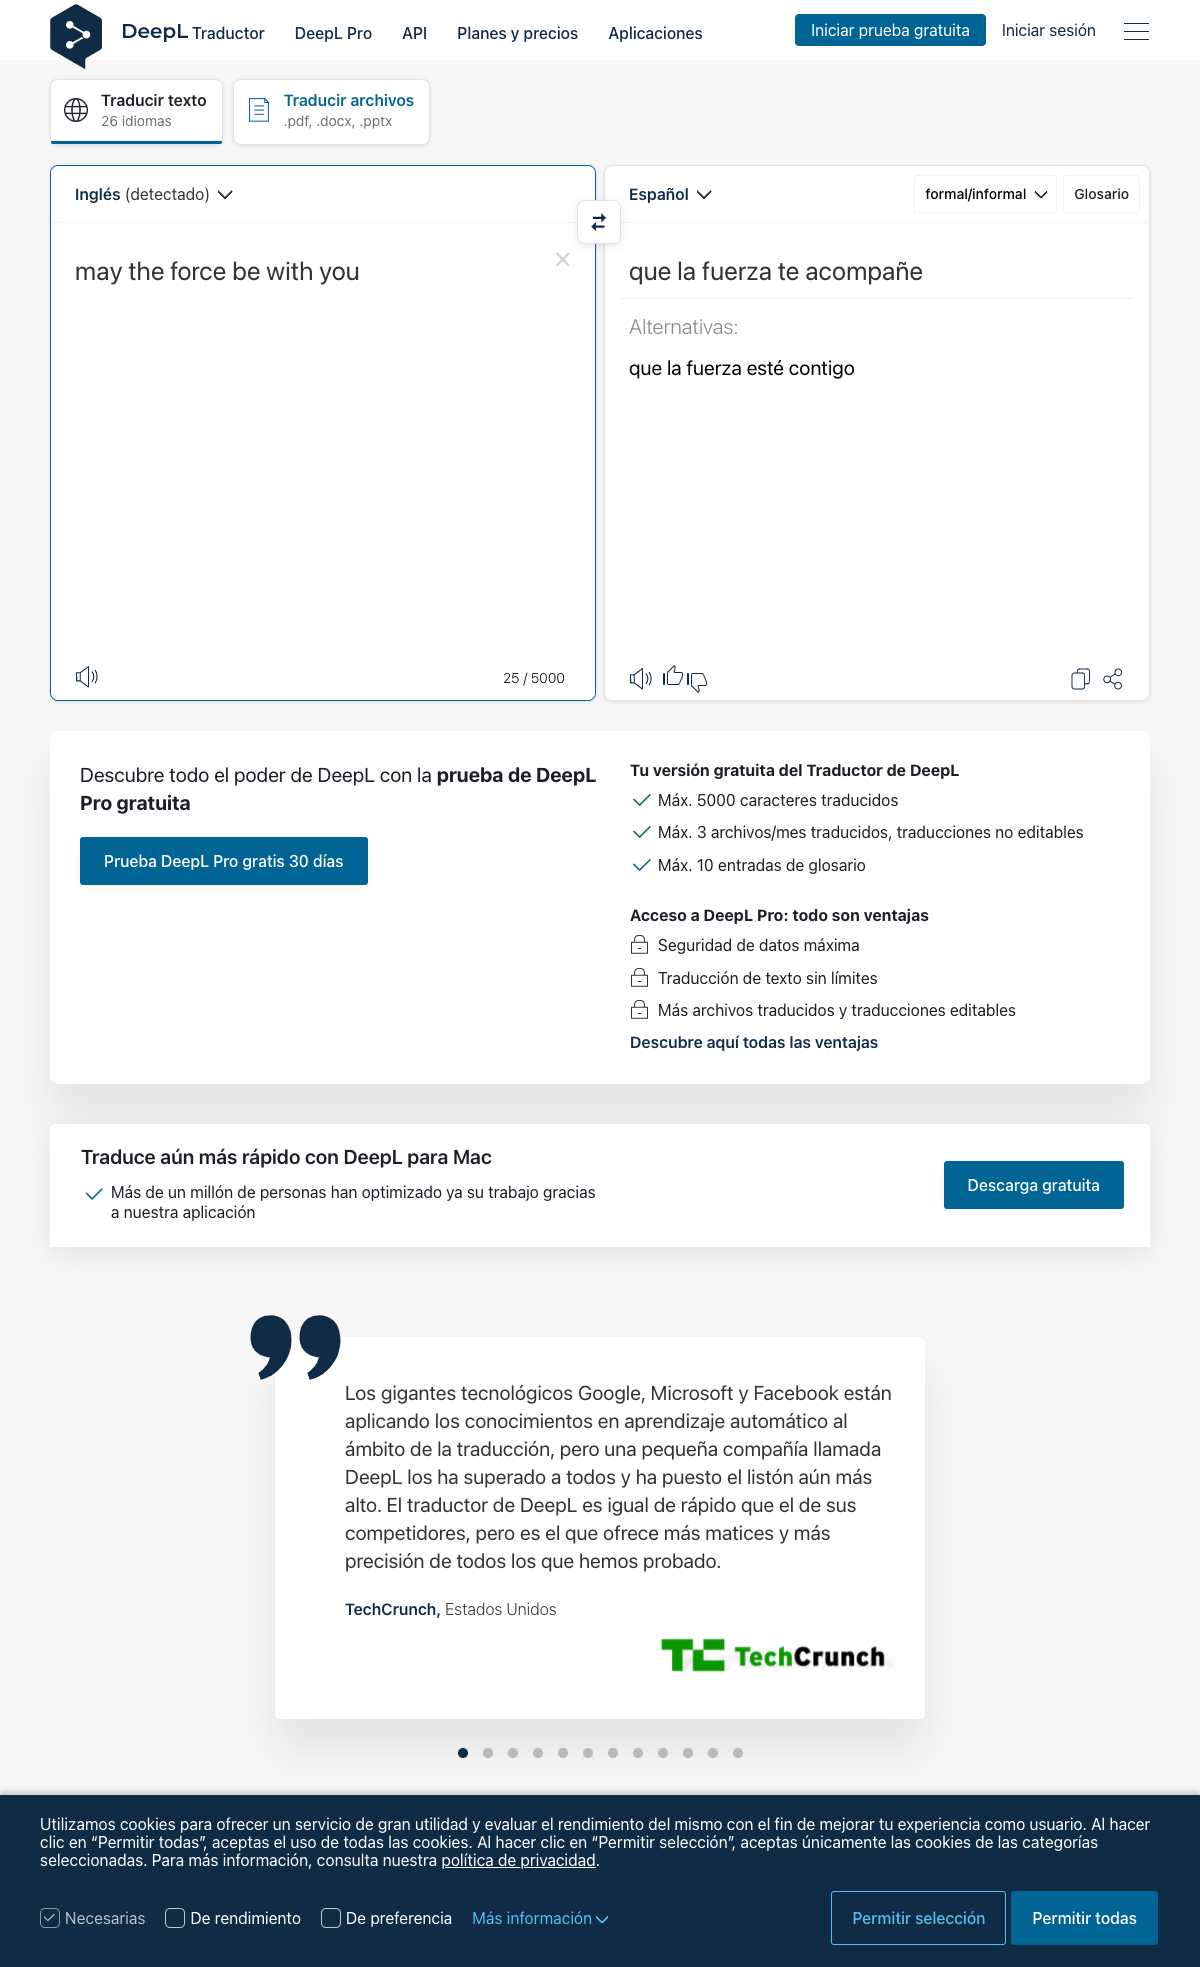 DeepL Traductor
DeepL Pro
API
Planes y precios
Aplicaciones
Iniciar prueba gratuita
Iniciar sesión
Traducir texto
26 idiomas
Traducir archivos
.pdf, .docx, .pptx
Inglés (detectado)
Español
formal/informal
Glosario
may the force be with you
que la fuerza te acompañe
Alternativas:
que la fuerza esté contigo
25 / 5000
Descubre todo el poder de DeepL con la prueba de DeepL
Pro gratuita
Prueba DeepL Pro gratis 30 días
Tu versión gratuita del Traductor de DeepL
Máx. 5000 caracteres traducidos
Máx. 3 archivos/mes traducidos, traducciones no editables
Máx. 10 entradas de glosario
Acceso a DeepL Pro: todo son ventajas
Seguridad de datos máxima
Traducción de texto sin límites
Más archivos traducidos y traducciones editables
Descubre aquí todas las ventajas
Traduce aún más rápido con DeepL para Mac
Más de un millón de personas han optimizado ya su trabajo gracias
a nuestra aplicación
Descarga gratuita
Los gigantes tecnológicos Google, Microsoft y Facebook están
aplicando los conocimientos en aprendizaje automático al
ámbito de la traducción, pero una pequeña compañía llamada
DeepL los ha superado a todos y ha puesto el listón aún más
alto. El traductor de DeepL es igual de rápido que el de sus
competidores, pero es el que ofrece más matices y más
precisión de todos los que hemos probado.
TechCrunch, Estados Unidos
TC TechCrunch
Utilizamos cookies para ofrecer un servicio de gran utilidad y evaluar el rendimiento del mismo con el fin de mejorar tu experiencia como usuario. Al hacer
clic en “Permitir todas”, aceptas el uso de todas las cookies. Al hacer clic en “Permitir selección”, aceptas únicamente las cookies de las categorías
seleccionadas. Para más información, consulta nuestra política de privacidad.
Necesarias
De rendimiento
De preferencia
Más información
Permitir selección
Permitir todas